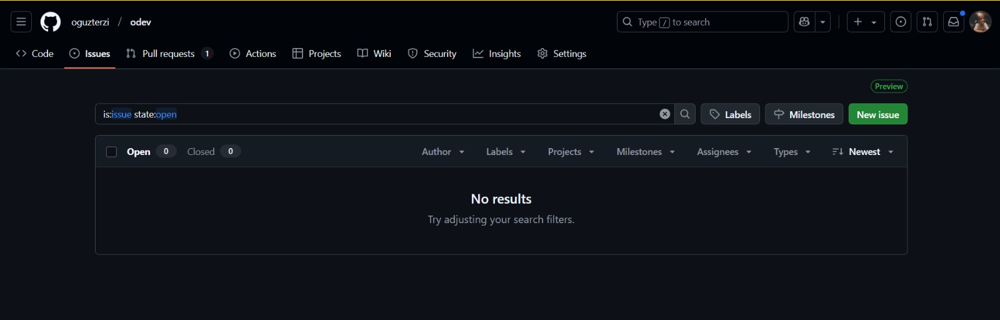 oguzterzi / odev Type / to search
Code Issues Pull requests 1 Actions Projects Wiki Security Insights Settings
Preview
is:issue state:open Labels Milestones New issue
Open 0 Closed 0 Author Labels Projects Milestones Assignees Types Newest
No results
Try adjusting your search filters.